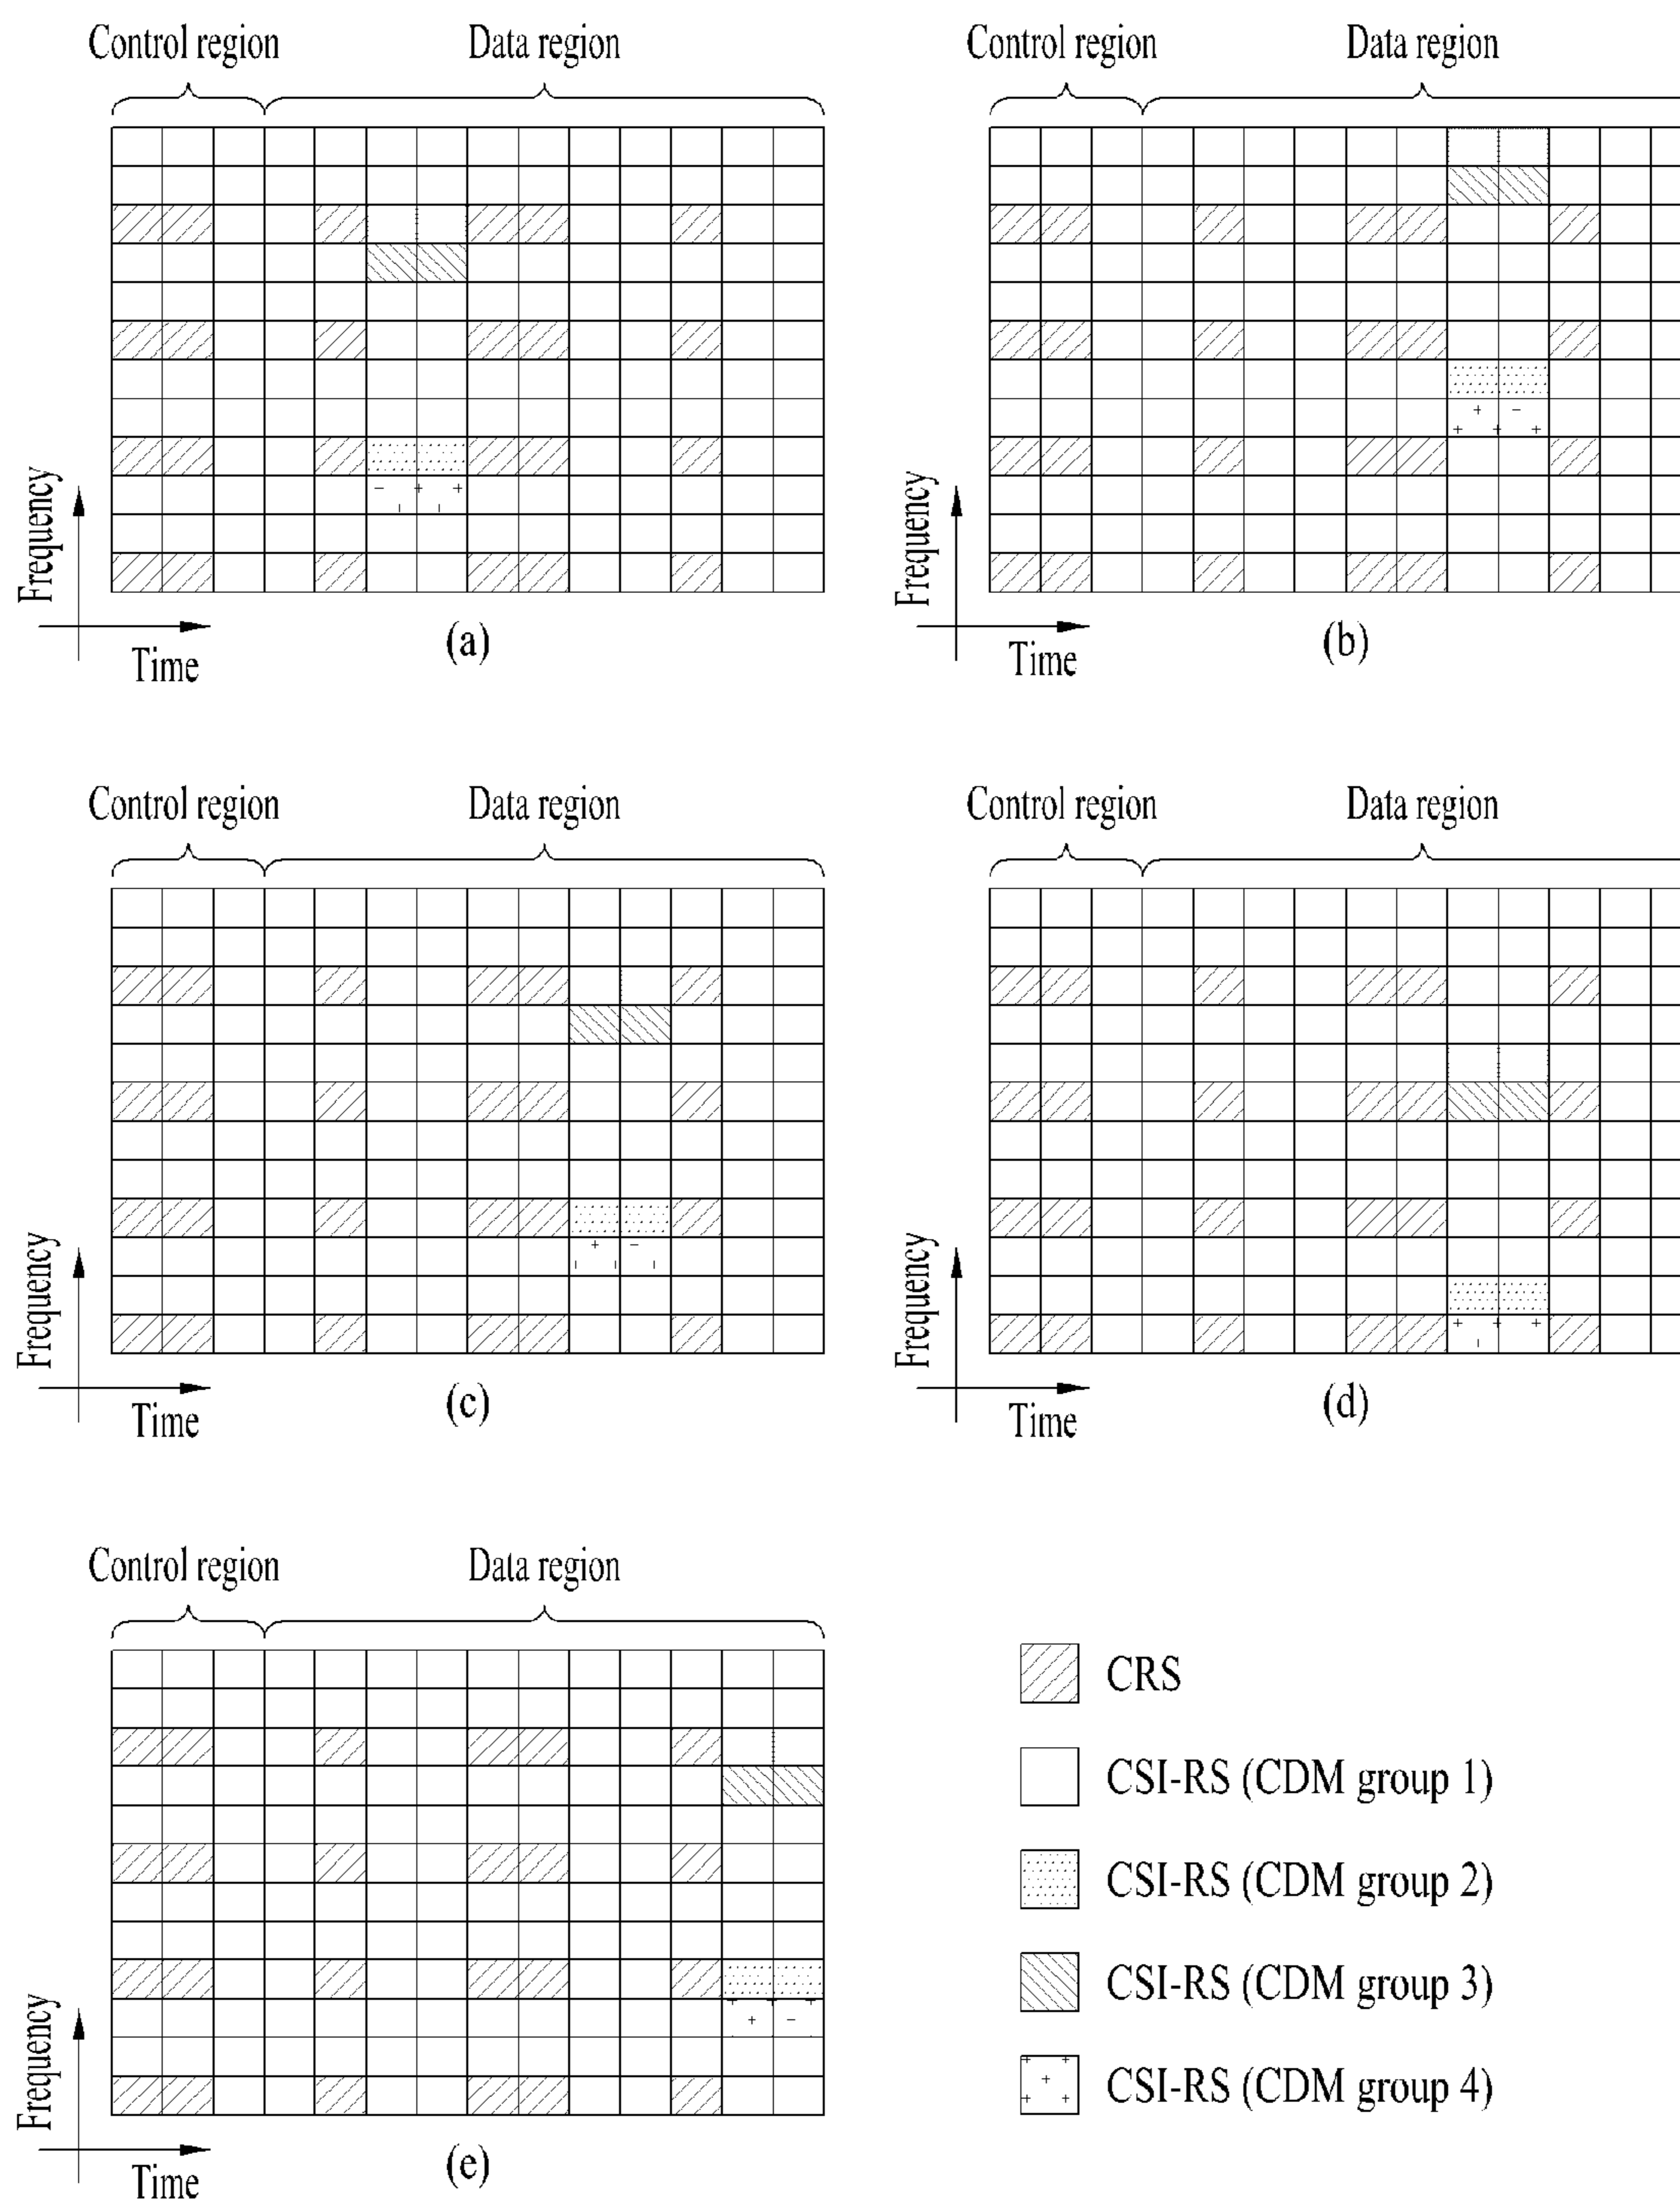 Control region
Data region
Control region
Data region
Frequency
Time
(a)
Frequency
Time
(b)
Control region
Data region
Control region
Data region
Frequency
Time
(c)
Frequency
Time
(d)
Control region
Data region
Frequency
Time
(e)
CRS
CSI-RS (CDM group 1)
CSI-RS (CDM group 2)
CSI-RS (CDM group 3)
CSI-RS (CDM group 4)